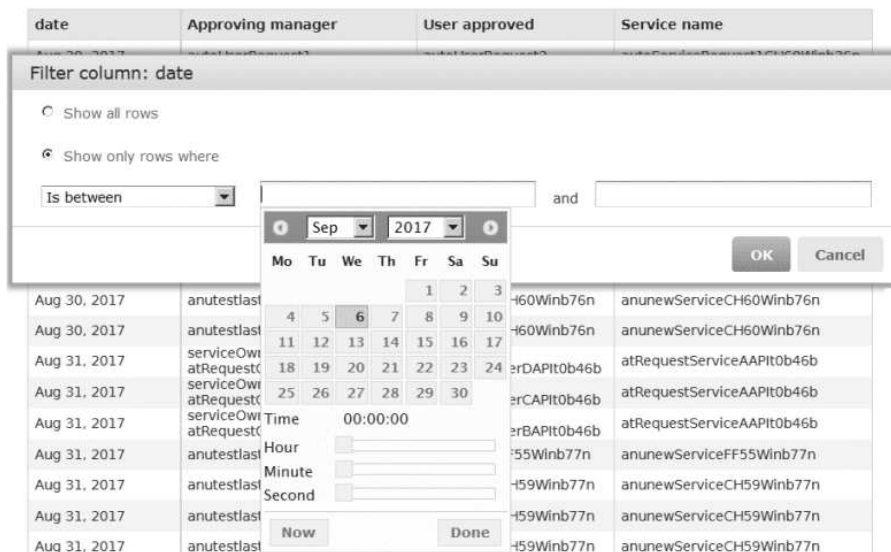 date Approving manager User approved Service name
Filter column: date
Show all rows
Show only rows where
Is between and
Sep 2017
OK Cancel
Mo Tu We Th Fr Sa Su
1 2 3
4 5 6 7 8 9 10
11 12 13 14 15 16 17
18 19 20 21 22 23 24
25 26 27 28 29 30
Time 00:00:00
Hour
Minute
Second
Now Done
Aug 30, 2017 anutestlast H60Winb76n anunewServiceCH60Winb76n
Aug 30, 2017 anutestlast H60Winb76n anunewServiceCH60Winb76n
Aug 31, 2017 serviceOwn
atRequestO erDAPIt0b46b atRequestServiceAAPIt0b46b
Aug 31, 2017 serviceOwn
atRequestO erCAPIt0b46b atRequestServiceAAPIt0b46b
Aug 31, 2017 serviceOwn
atRequestO erBAPIt0b46b atRequestServiceAAPIt0b46b
Aug 31, 2017 anutestlast F55Winb77n anunewServiceFF55Winb77n
Aug 31, 2017 anutestlast H59Winb77n anunewServiceCH59Winb77n
Aug 31, 2017 anutestlast H59Winb77n anunewServiceCH59Winb77n
Aug 31, 2017 anutestlast H59Winb77n anunewServiceCH59Winb77n